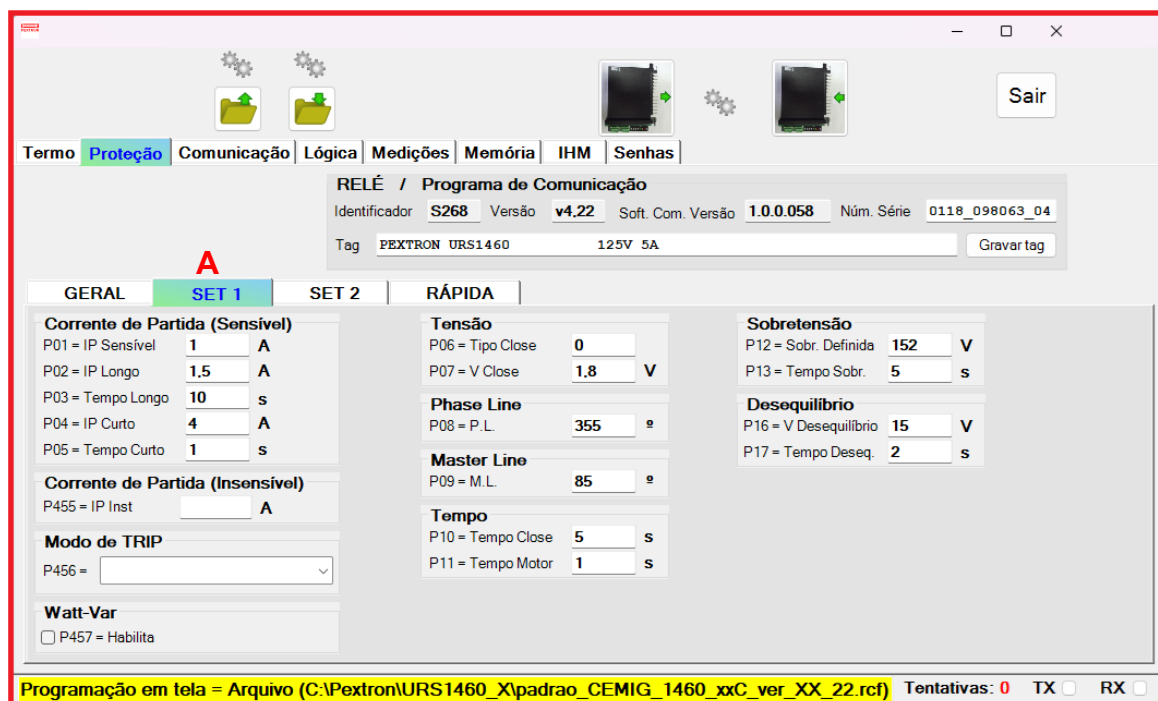 PEXTRON
Sair
Termo Proteção Comunicação Lógica Medições Memória IHM Senhas
RELÉ / Programa de Comunicação
Identificador S268 Versão v4,22 Soft. Com. Versão 1.0.0.058 Núm. Série 0118_098063_04
Tag PEXTRON URS1460 125V 5A Gravar tag
A
GERAL SET 1 SET 2 RÁPIDA
Corrente de Partida (Sensível)
P01 = IP Sensível 1 A
P02 = IP Longo 1,5 A
P03 = Tempo Longo 10 s
P04 = IP Curto 4 A
P05 = Tempo Curto 1 s
Corrente de Partida (Insensível)
P455 = IP Inst A
Modo de TRIP
P456 =
Watt-Var
P457 = Habilita
Tensão
P06 = Tipo Close 0
P07 = V Close 1,8 V
Phase Line
P08 = P.L. 355 º
Master Line
P09 = M.L. 85 º
Tempo
P10 = Tempo Close 5 s
P11 = Tempo Motor 1 s
Sobretensão
P12 = Sobr. Definida 152 V
P13 = Tempo Sobr. 5 s
Desequilíbrio
P16 = V Desequilíbrio 15 V
P17 = Tempo Deseq. 2 s
Programação em tela = Arquivo (C:\Pextron\URS1460_X\padrao_CEMIG_1460_xxC_ver_XX_22.rcf) Tentativas: 0 TX RX